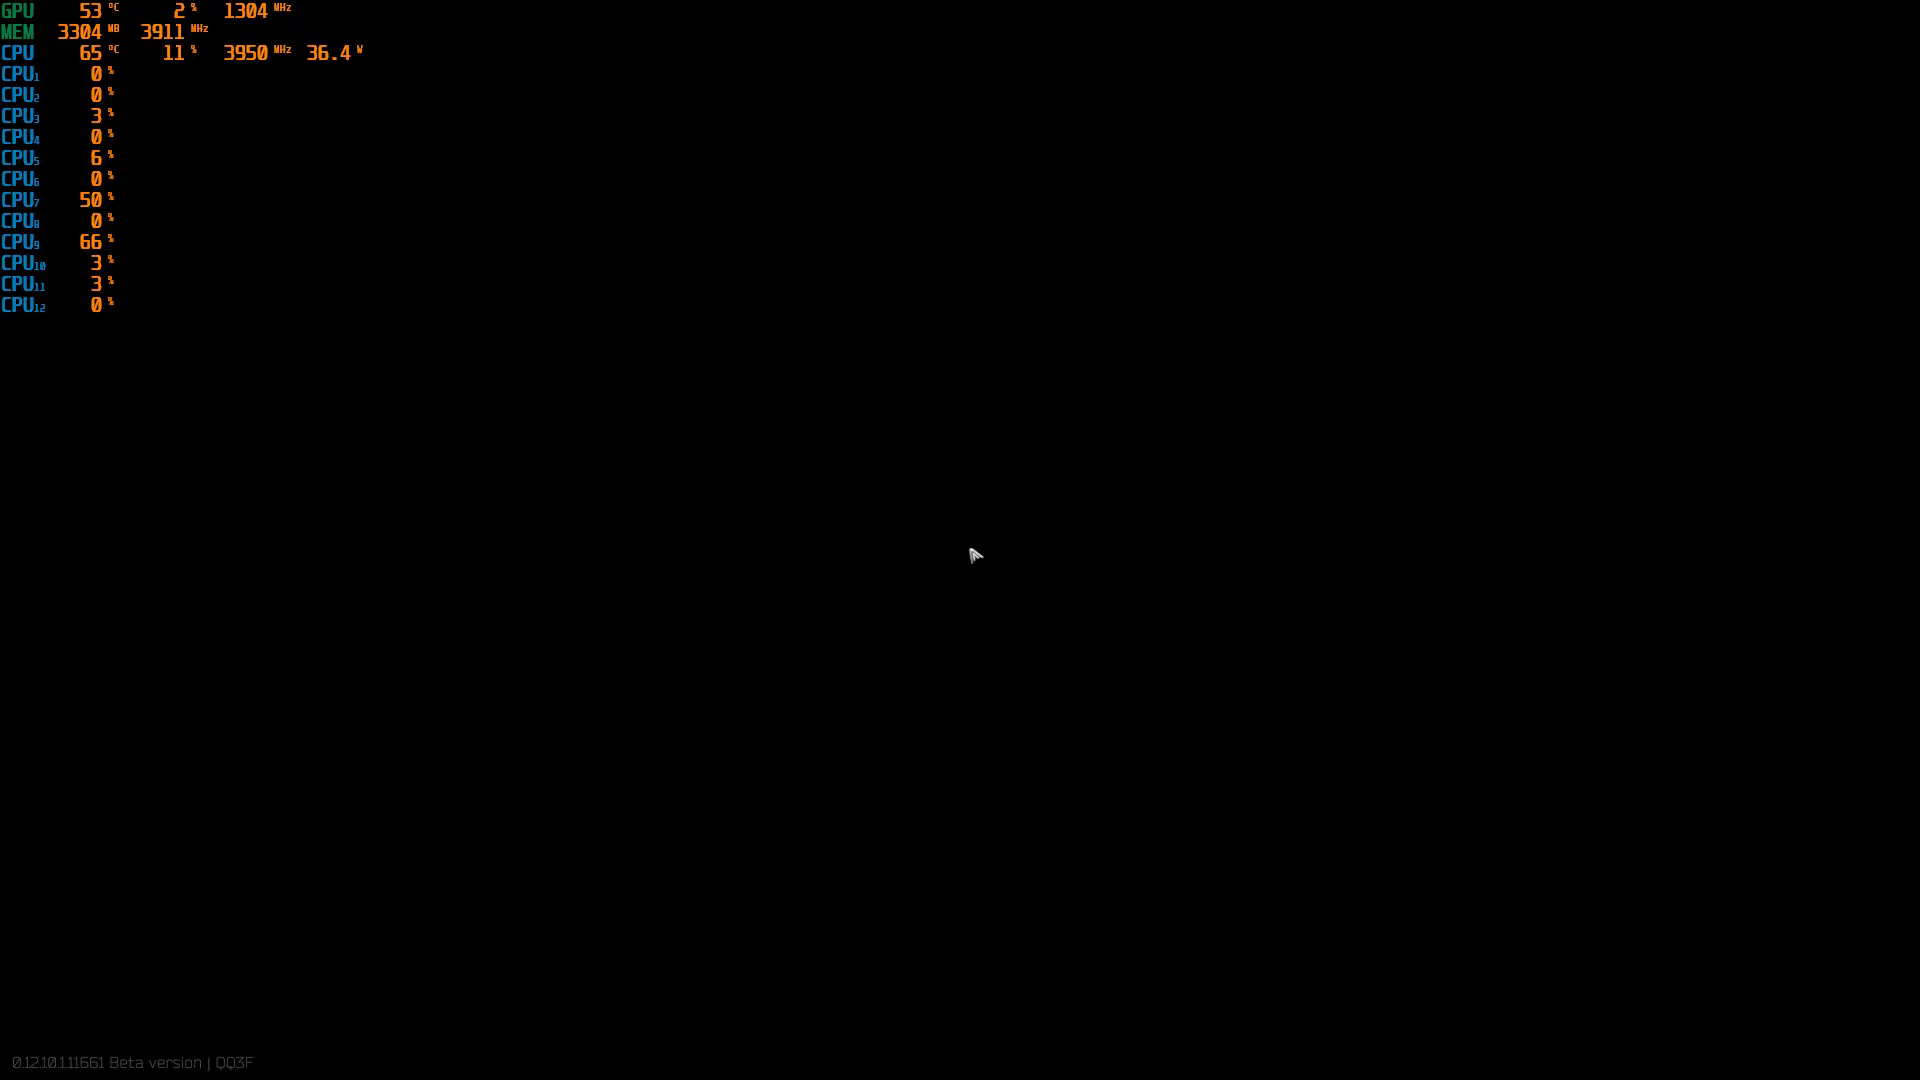 GPU 53 °C 2 % 1304 MHz
MEM 3304 MB 3911 MHz
CPU 65 °C 11 % 3950 MHz 36.4 W
CPU1 0 %
CPU2 0 %
CPU3 3 %
CPU4 0 %
CPU5 6 %
CPU6 0 %
CPU7 50 %
CPU8 0 %
CPU9 66 %
CPU10 3 %
CPU11 3 %
CPU12 0 %
0.12.10.1.11661 Beta version | QQ3F